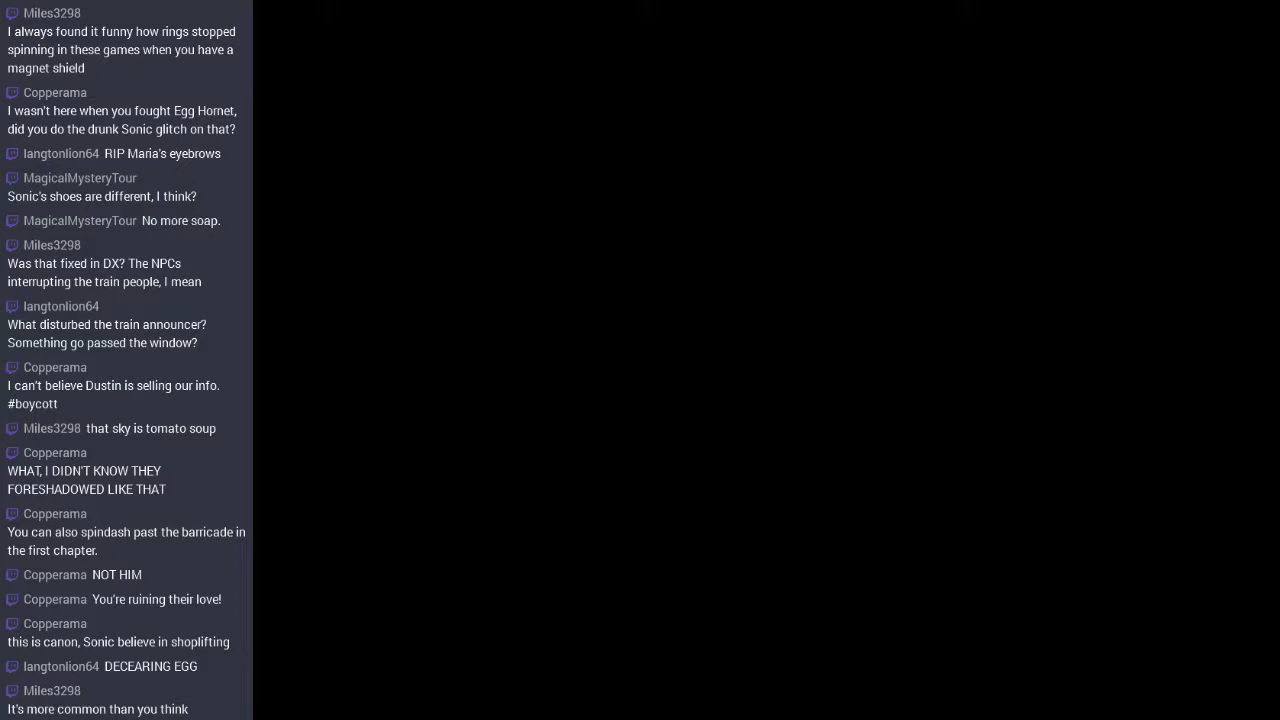 Miles3298
I always found it funny how rings stopped
spinning in these games when you have a
magnet shield
Copperama
I wasn't here when you fought Egg Hornet,
did you do the drunk Sonic glitch on that?
langtonlion64 RIP Maria's eyebrows
MagicalMysteryTour
Sonic's shoes are different, I think?
MagicalMysteryTour No more soap.
Miles3298
Was that fixed in DX? The NPCs
interrupting the train people, I mean
langtonlion64
What disturbed the train announcer?
Something go passed the window?
Copperama
I can't believe Dustin is selling our info.
#boycott
Miles3298 that sky is tomato soup
Copperama
WHAT, I DIDN'T KNOW THEY
FORESHADOWED LIKE THAT
Copperama
You can also spindash past the barricade in
the first chapter.
Copperama NOT HIM
Copperama You're ruining their love!
Copperama
this is canon, Sonic believe in shoplifting
langtonlion64 DECEARING EGG
Miles3298
It's more common than you think